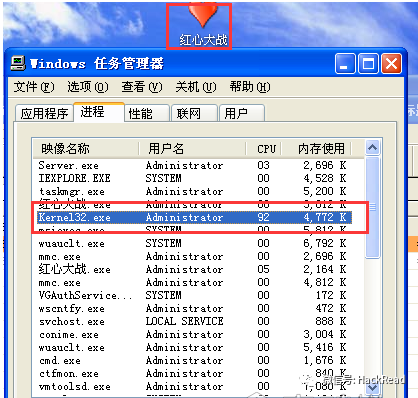 红心大战
Windows 任务管理器
文件(F) 选项(O) 查看(V) 关机(U) 帮助(H)
应用程序 进程 性能 联网 用户
映像名称 用户名 CPU 内存使用
Server.exe Administrator 03 2,696 K
IEXPLORE.EXE SYSTEM 00 4,528 K
taskmgr.exe SYSTEM 00 5,200 K
红心大战.exe Administrator 00 3,812 K
Kernel32.exe Administrator 92 4,772 K
msiexec.exe SYSTEM 00 5,812 K
wuauclt.exe SYSTEM 00 6,792 K
mmc.exe Administrator 00 2,696 K
红心大战.exe Administrator 05 2,164 K
mmc.exe Administrator 00 4,812 K
VGAuthService... SYSTEM 00 172 K
wscntfy.exe Administrator 00 472 K
svchost.exe LOCAL SERVICE 00 888 K
conime.exe Administrator 00 3,004 K
wuauclt.exe Administrator 00 5,416 K
cmd.exe Administrator 00 1,676 K
ctfmon.exe Administrator 00 840 K
vmtoolsd.exe Administrator 00
微信号: HackRead